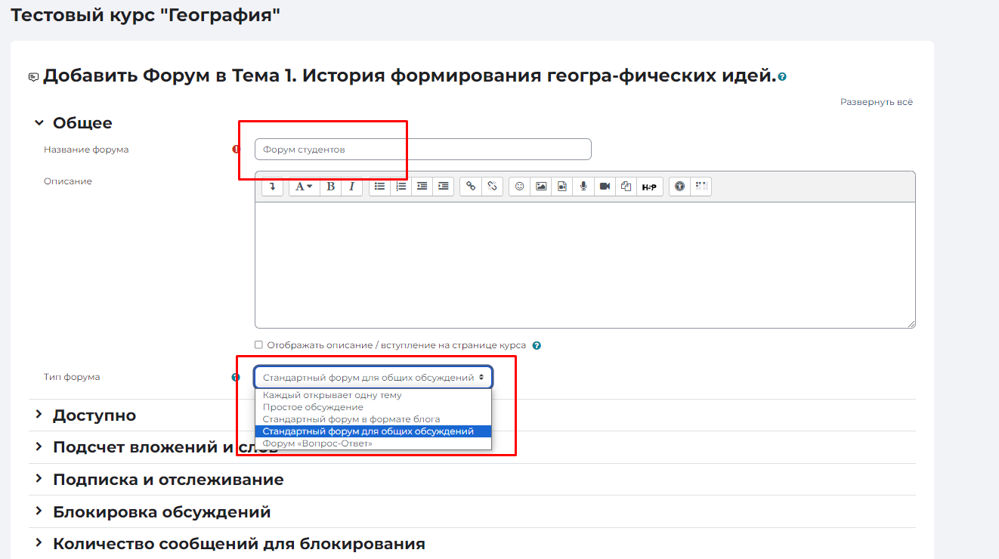 Тестовый курс "География"
Добавить Форум в Тема 1. История формирования геогра-фических идей.
Развернуть всё
Общее
Название форума
Форум студентов
Описание
A B I
H-P
Отображать описание / вступление на странице курса
Тип форума
Стандартный форум для общих обсуждений
Каждый открывает одну тему
Простое обсуждение
Стандартный форум в формате блога
Стандартный форум для общих обсуждений
Форум «Вопрос-Ответ»
Доступно
Подсчет вложений и слов
Подписка и отслеживание
Блокировка обсуждений
Количество сообщений для блокирования